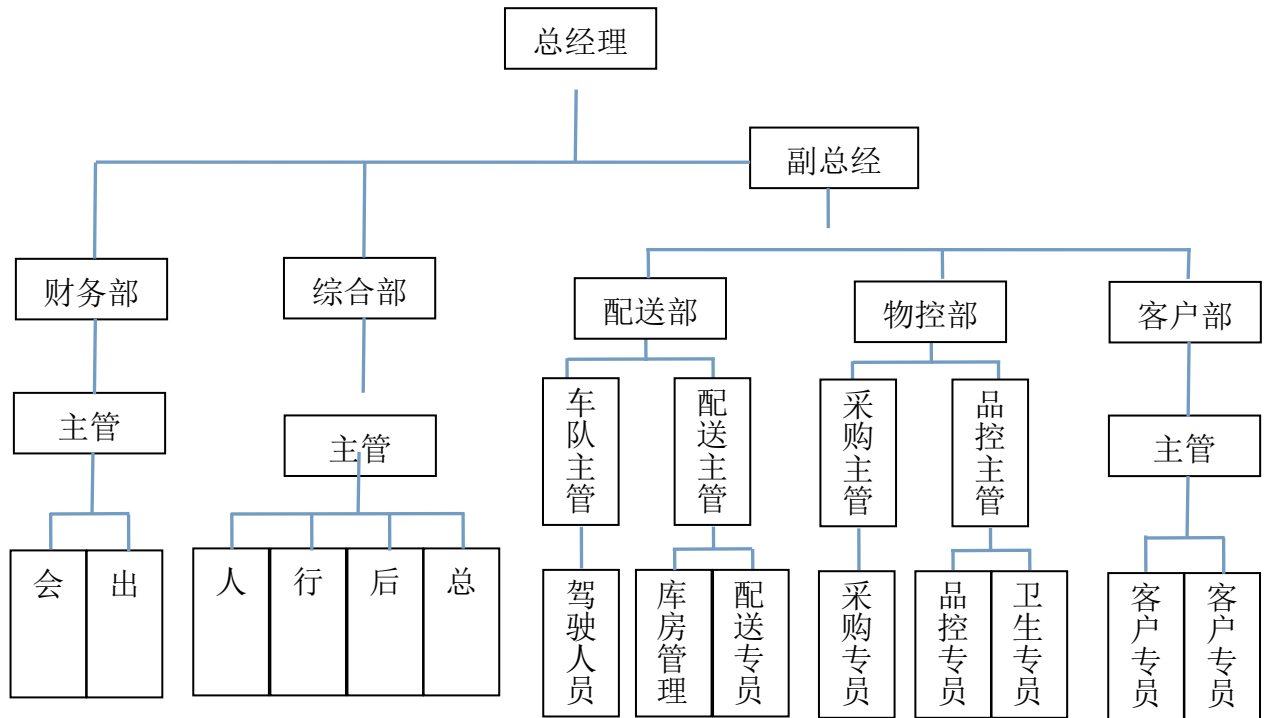 总经理
副总经
财务部
综合部
配送部
物控部
客户部
主管
主管
车队主管
配送主管
采购主管
品控主管
主管
会
出
人
行
后
总
驾驶人员
库房管理
配送专员
采购专员
品控专员
卫生专员
客户专员
客户专员